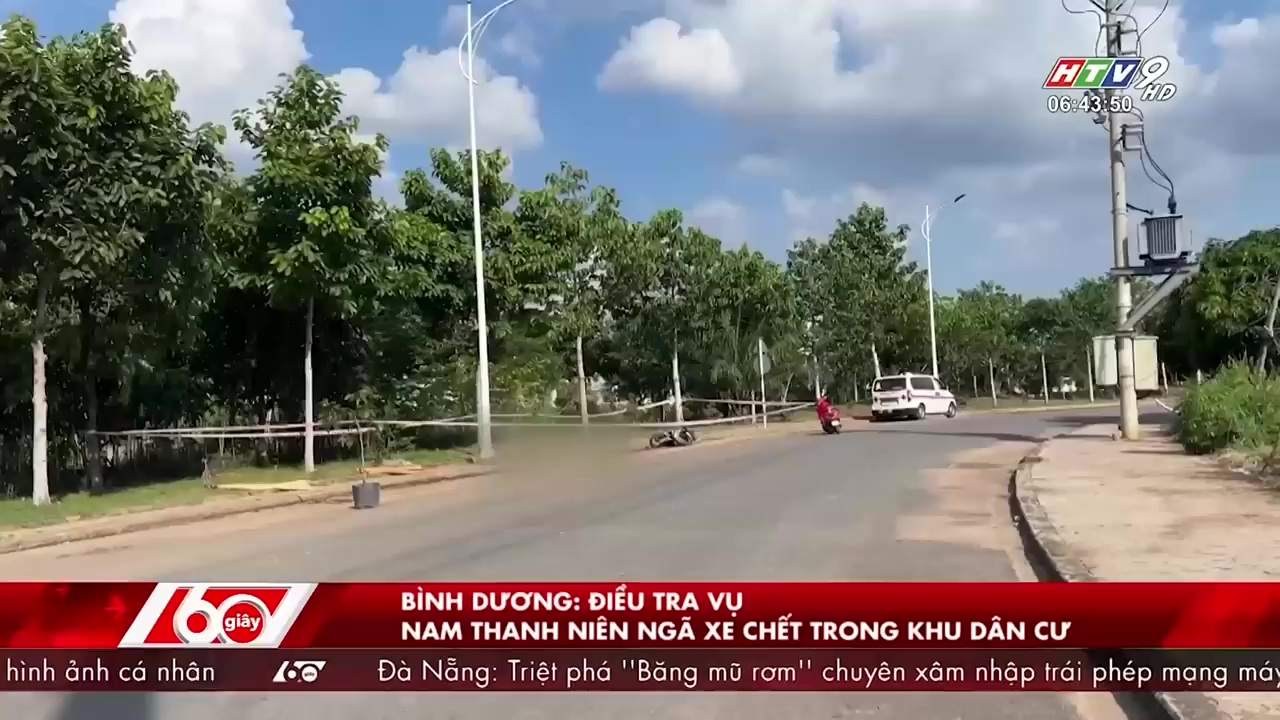 HTV9
HD
06:43:50
60 giây
BÌNH DƯƠNG: ĐIỀU TRA VỤ
NAM THANH NIÊN NGÃ XE CHẾT TRONG KHU DÂN CƯ
hình ảnh cá nhân 60 giây Đà Nẵng: Triệt phá "Băng mũ rơm" chuyên xâm nhập trái phép mạng máy